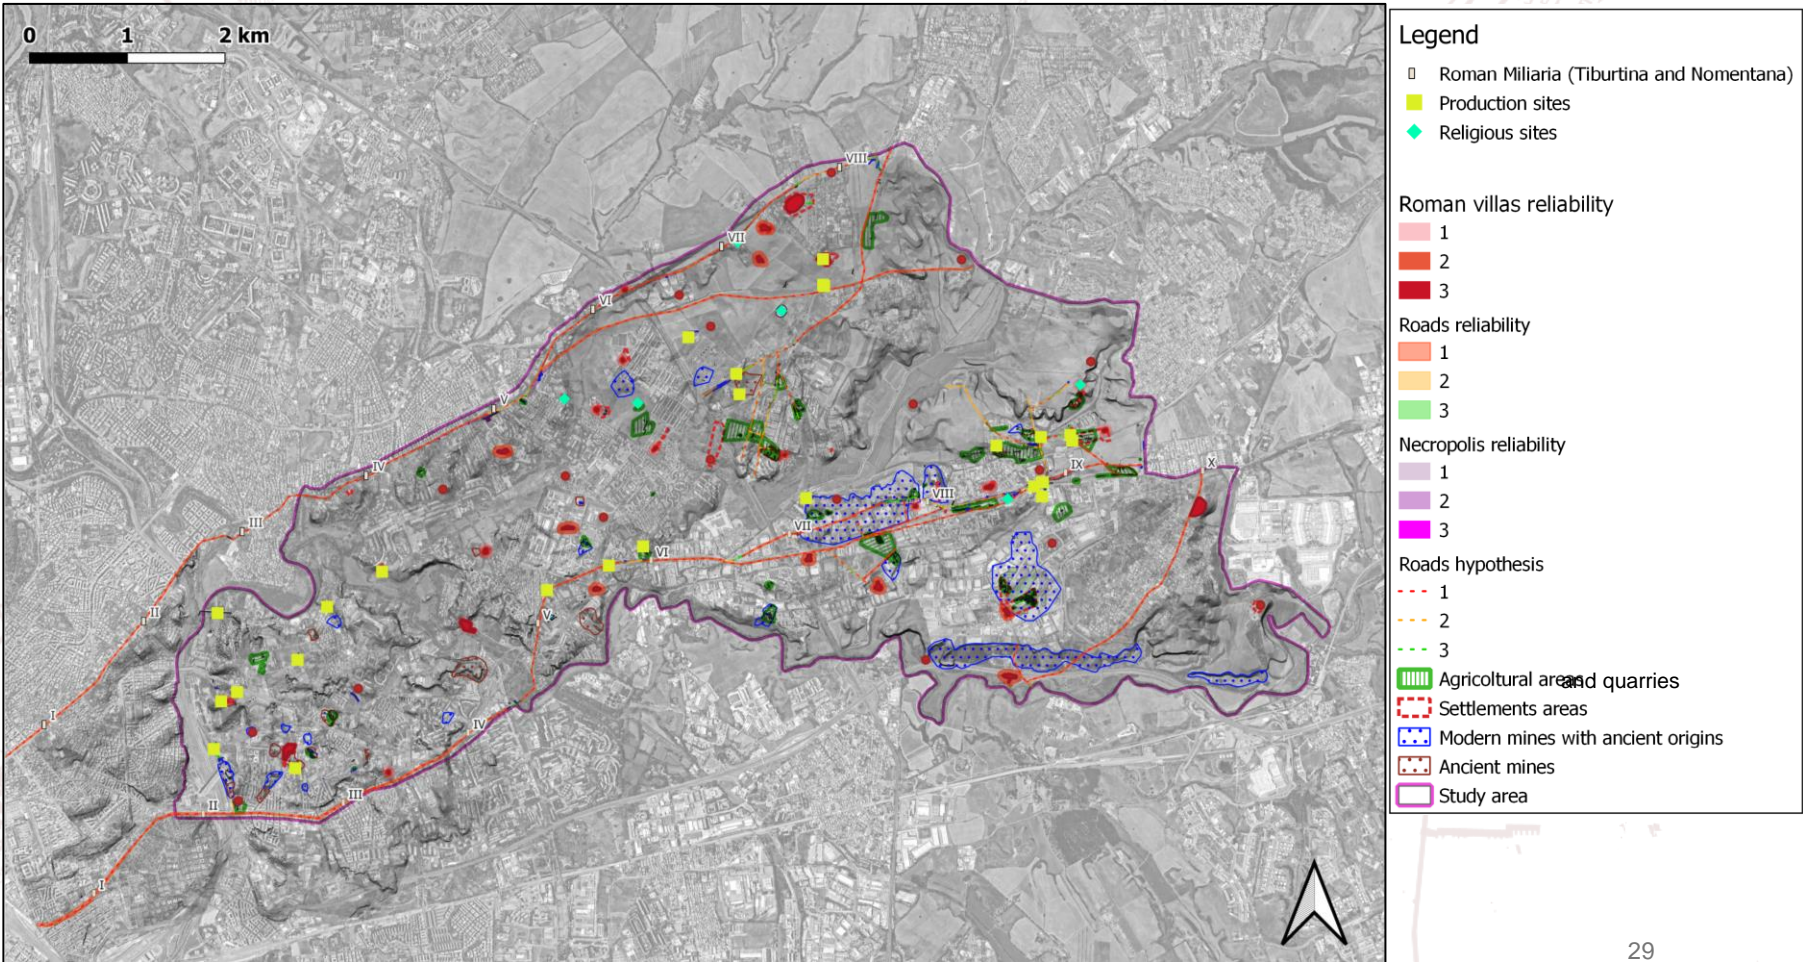 0 1 2 km
VIII
VII
VI
V
IV
III
II
I
X
IX
VIII
VII
VI
V
IV
III
II
I
Legend
Roman Miliaria (Tiburtina and Nomentana)
Production sites
Religious sites
Roman villas reliability
1
2
3
Roads reliability
1
2
3
Necropolis reliability
1
2
3
Roads hypothesis
1
2
3
Agricoltural areas and quarries
Settlements areas
Modern mines with ancient origins
Ancient mines
Study area
29